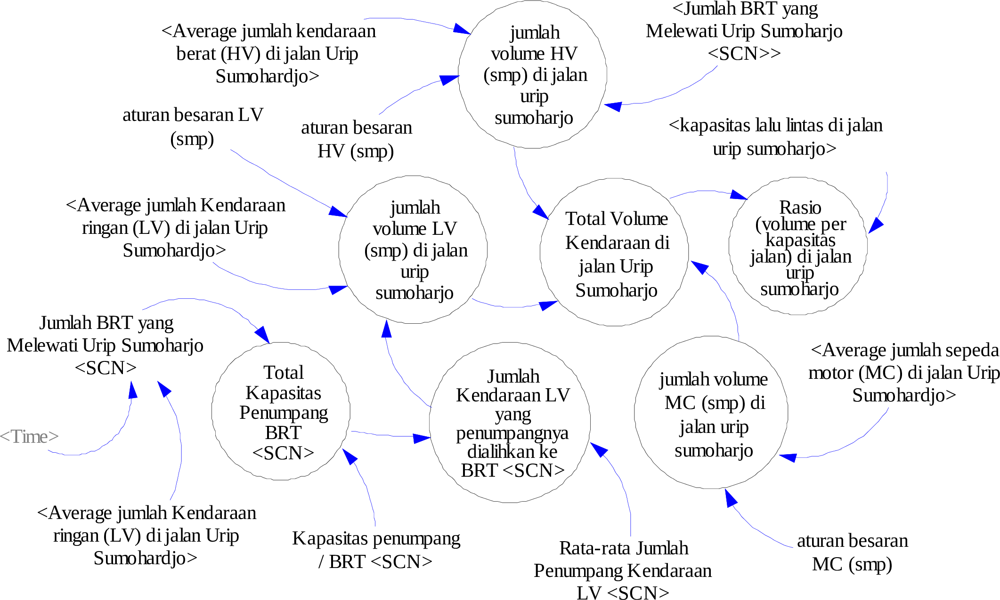 <Average jumlah kendaraan
berat (HV) di jalan Urip
Sumohardjo>
jumlah
volume HV
(smp) di jalan
urip
sumoharjo
<Jumlah BRT yang
Melewati Urip Sumoharjo
<SCN>>
aturan besaran LV
(smp)
aturan besaran
HV (smp)
<kapasitas lalu lintas di jalan
urip sumoharjo>
<Average jumlah Kendaraan
ringan (LV) di jalan Urip
Sumohardjo>
jumlah
volume LV
(smp) di jalan
urip
sumoharjo
Total Volume
Kendaraan di
jalan Urip
Sumoharjo
Rasio
(volume per
kapasitas
jalan) di jalan
urip
sumoharjo
Jumlah BRT yang
Melewati Urip Sumoharjo
<SCN>
Total
Kapasitas
Penumpang
BRT
<SCN>
Jumlah
Kendaraan LV
yang
penumpangnya
dialihkan ke
BRT <SCN>
jumlah volume
MC (smp) di
jalan urip
sumoharjo
<Average jumlah sepeda
motor (MC) di jalan Urip
Sumohardjo>
<Time>
<Average jumlah Kendaraan
ringan (LV) di jalan Urip
Sumohardjo>
Kapasitas penumpang
/ BRT <SCN>
Rata-rata Jumlah
Penumpang Kendaraan
LV <SCN>
aturan besaran
MC (smp)